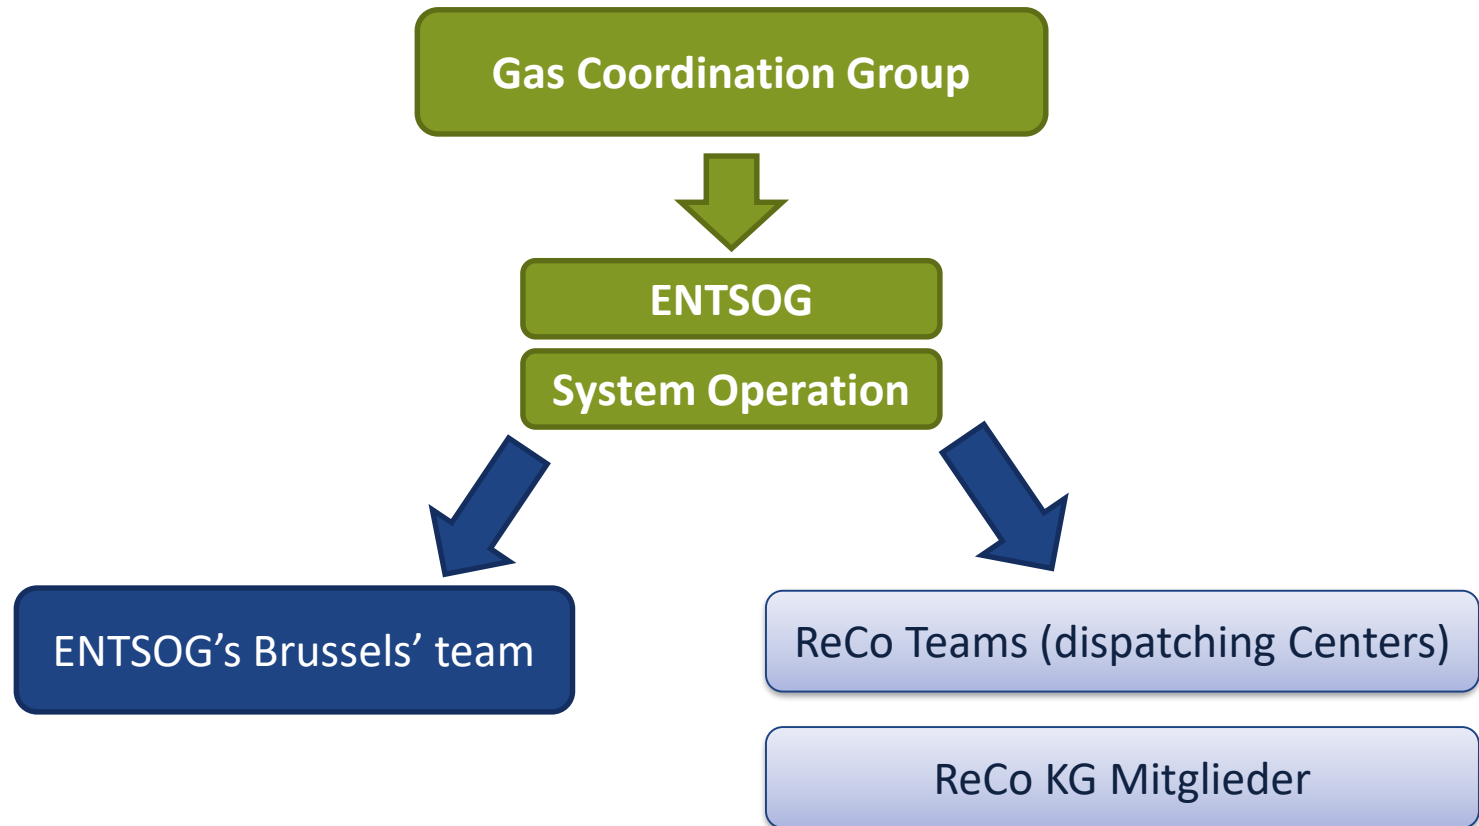 Gas Coordination Group
ENTSOG
System Operation
ENTSOG’s Brussels’ team
ReCo Teams (dispatching Centers)
ReCo KG Mitglieder